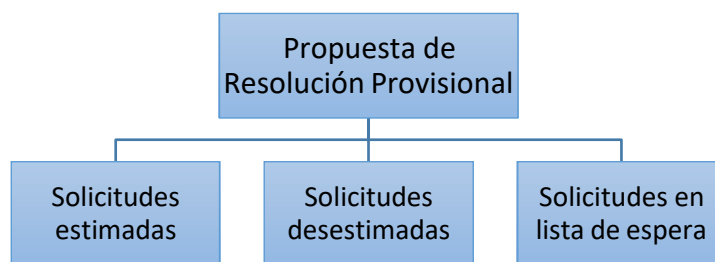 Propuesta de
Resolución Provisional
Solicitudes
estimadas
Solicitudes
desestimadas
Solicitudes en
lista de espera